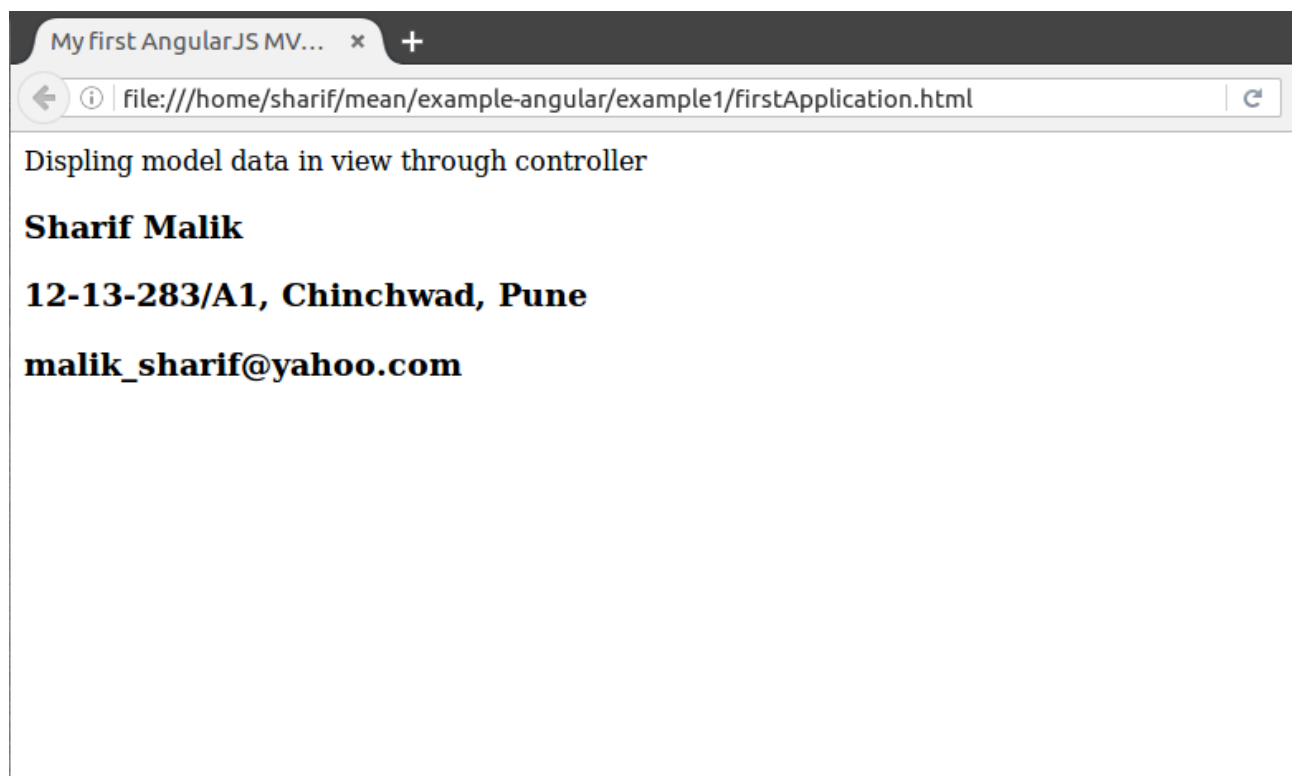 My first AngularJS MV...
file:///home/sharif/mean/example-angular/example1/firstApplication.html
Displing model data in view through controller
Sharif Malik
12-13-283/A1, Chinchwad, Pune
malik_sharif@yahoo.com